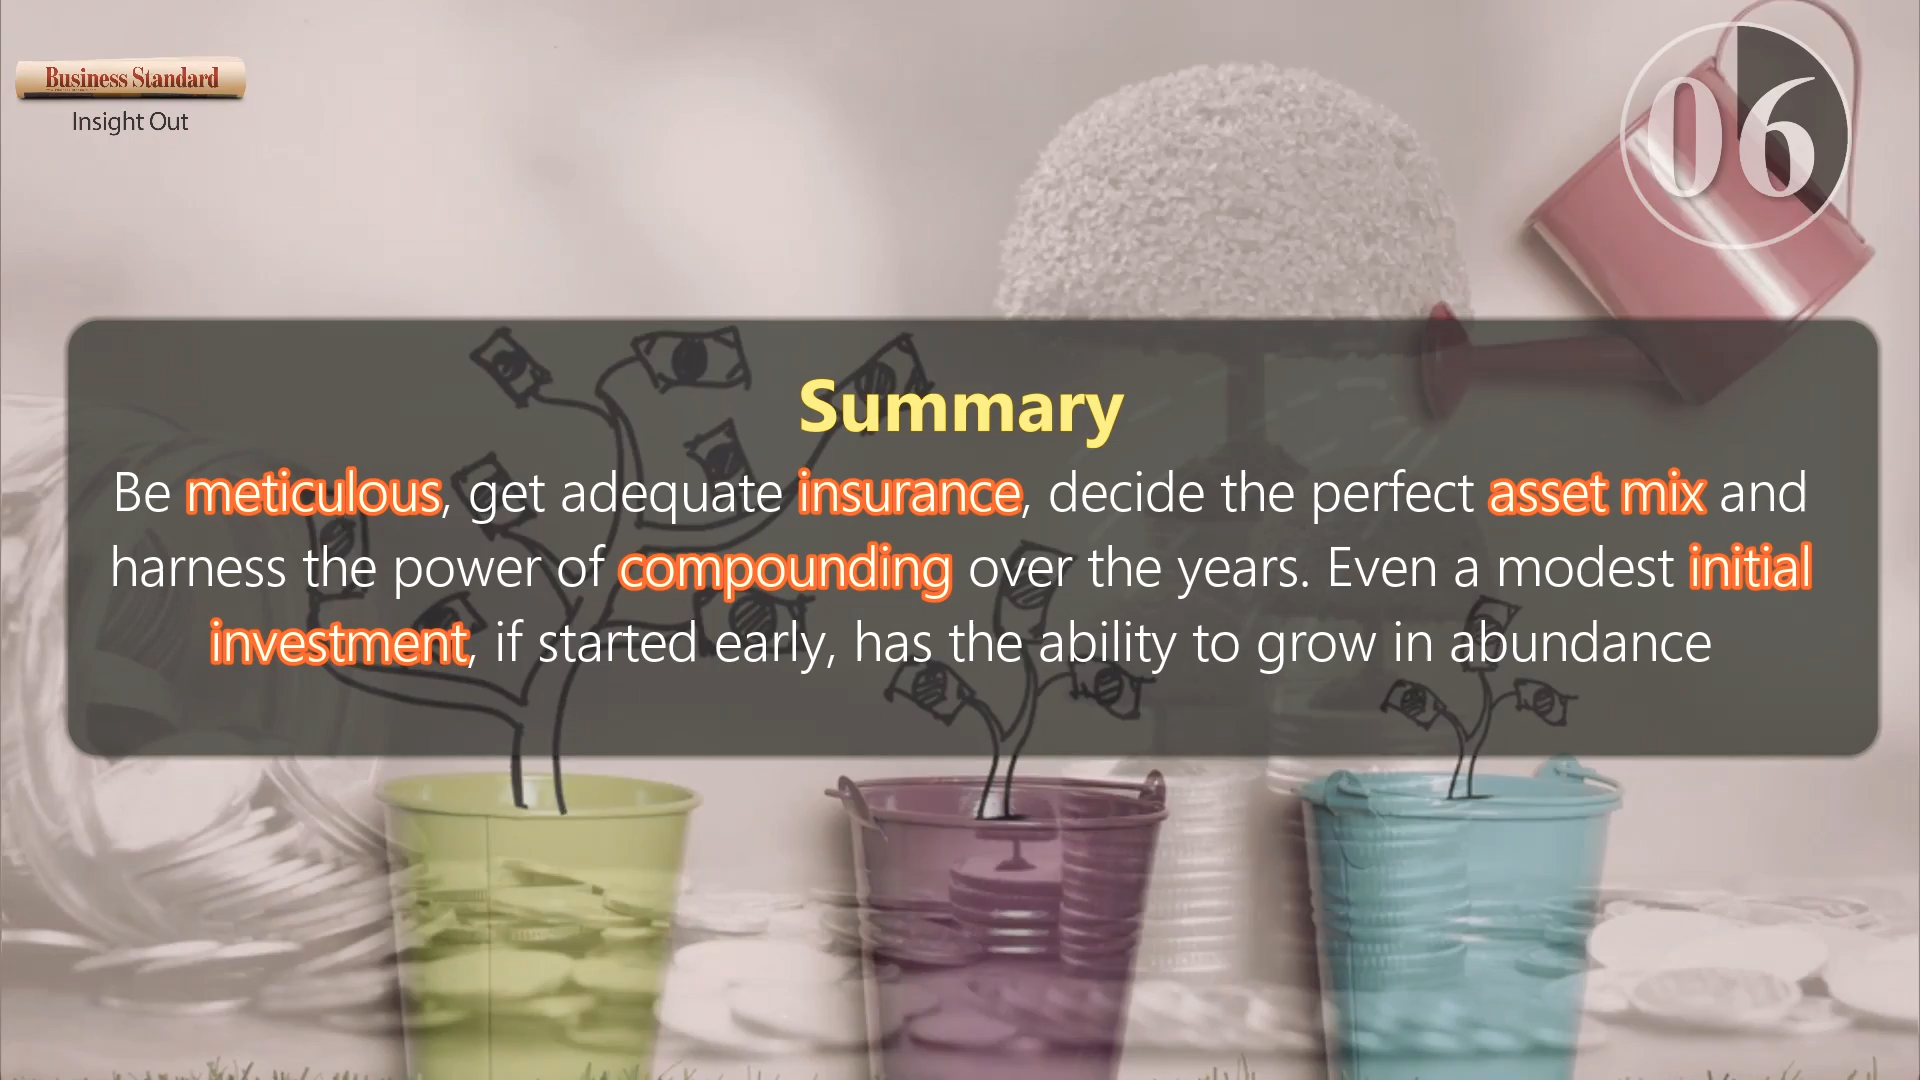 Business Standard
Insight Out
06
Summary
Be meticulous, get adequate insurance, decide the perfect asset mix and
harness the power of compounding over the years. Even a modest initial
investment, if started early, has the ability to grow in abundance